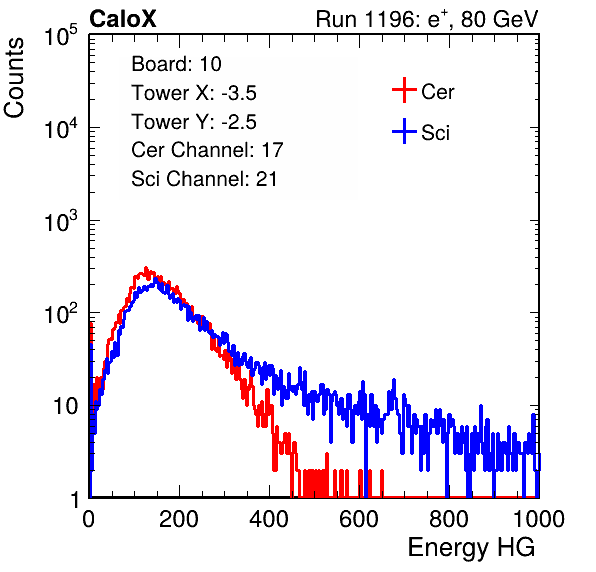 CaloX Run 1196: e⁺, 80 GeV
Counts
Board: 10
Tower X: -3.5
Tower Y: -2.5
Cer Channel: 17
Sci Channel: 21
Cer
Sci
10⁵
10⁴
10³
10²
10
1
0 200 400 600 800 1000
Energy HG